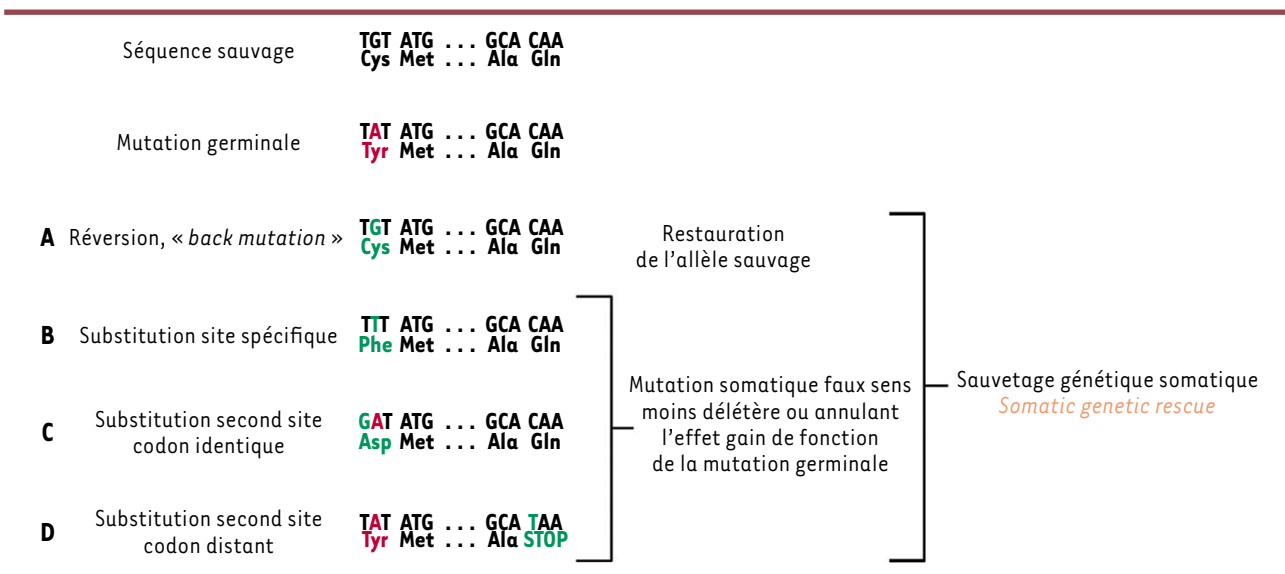 Séquence sauvage
TGT ATG ... GCA CAA
Cys Met ... Ala Gln
Mutation germinale
TAT ATG ... GCA CAA
Tyr Met ... Ala Gln
A Réversion, « back mutation »
TGT ATG ... GCA CAA
Cys Met ... Ala Gln
Restauration
de l'allèle sauvage
B Substitution site spécifique
TTT ATG ... GCA CAA
Phe Met ... Ala Gln
C Substitution second site
codon identique
GAT ATG ... GCA CAA
Asp Met ... Ala Gln
D Substitution second site
codon distant
TAT ATG ... GCA TAA
Tyr Met ... Ala STOP
Mutation somatique faux sens
moins délétère ou annulant
l'effet gain de fonction
de la mutation germinale
Sauvetage génétique somatique
Somatic genetic rescue